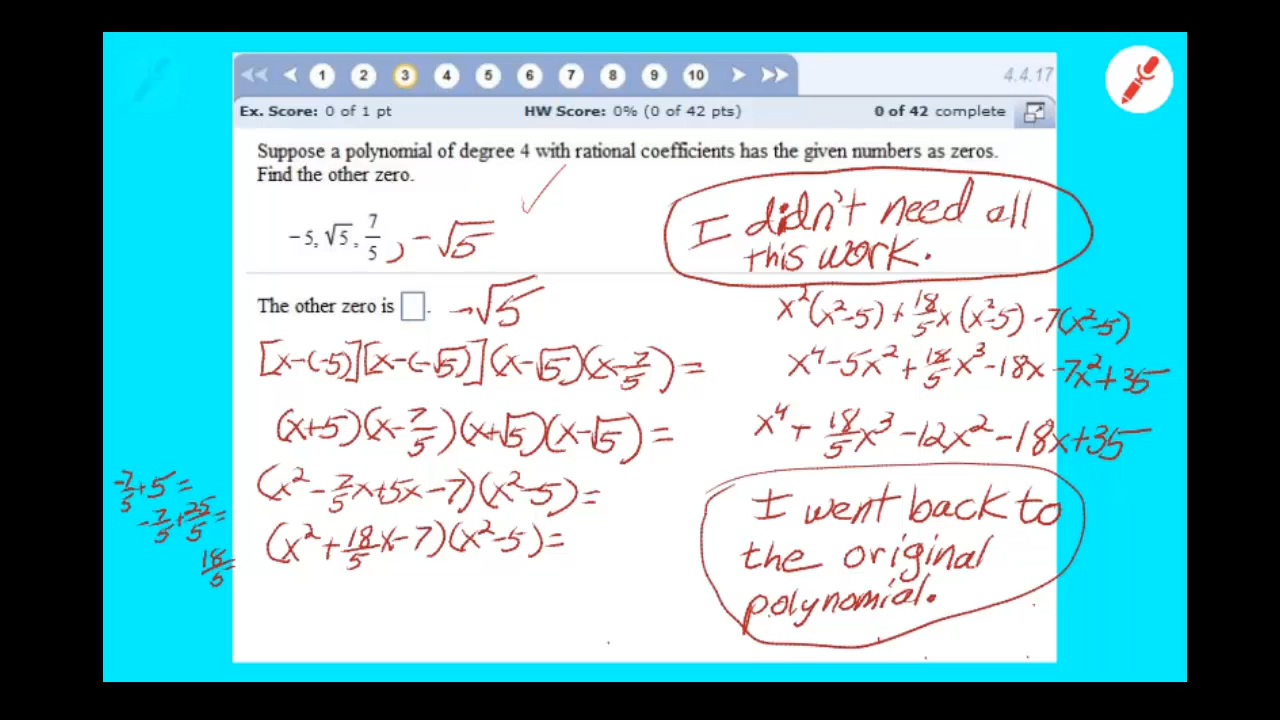 1 2 3 4 5 6 7 8 9 10
4.4.17
Ex. Score: 0 of 1 pt HW Score: 0% (0 of 42 pts) 0 of 42 complete
Suppose a polynomial of degree 4 with rational coefficients has the given numbers as zeros.
Find the other zero.
-5, √5, 7/5, -√5
I didn't need all
this work.
The other zero is □. -√5
[x-(-5)][x-(-√5)](x-√5)(x-7/5)=
(x+5)(x-7/5)(x+√5)(x-√5)=
(x²-7/5x+5x-7)(x²-5)=
(x²+18/5x-7)(x²-5)=
-7/5+5=
-7/5+25/5=
18/5=
x²(x²-5)+18/5x(x²-5)-7(x²-5)
x⁴-5x²+18/5x³-18x-7x²+35
x⁴+18/5x³-12x²-18x+35
I went back to
the original
polynomial.